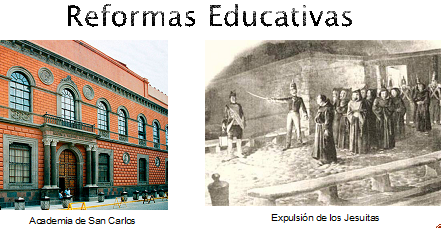 Reformas Educativas
Academia de San Carlos
Expulsión de los Jesuitas